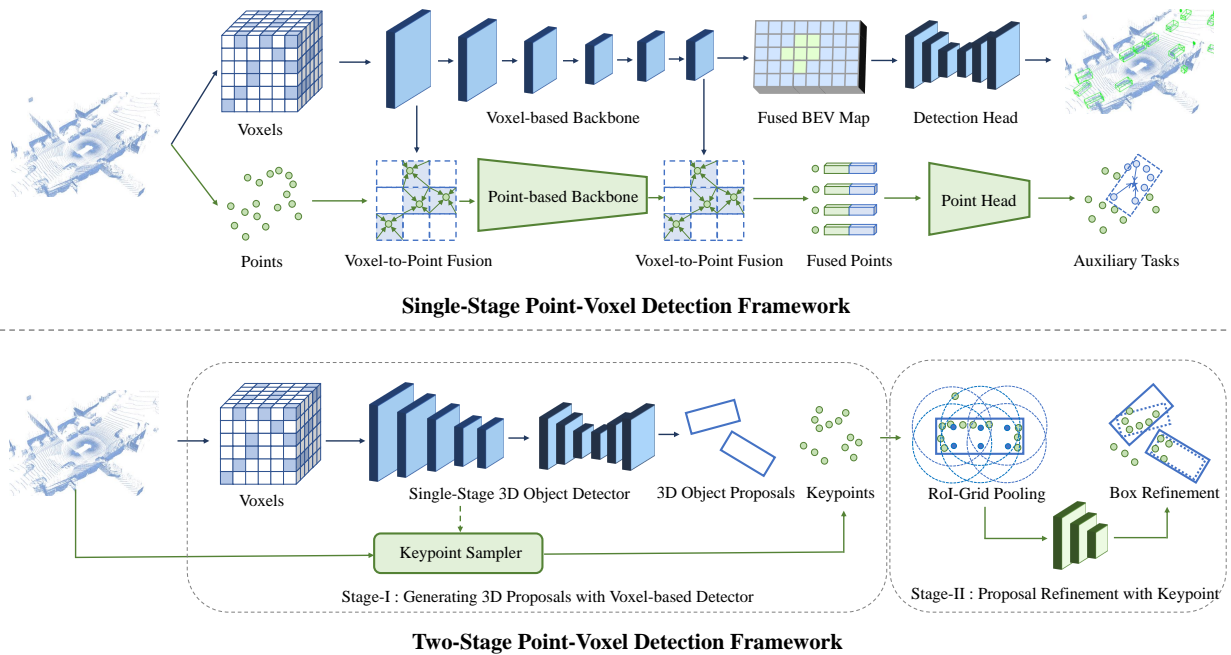 Voxels
Voxel-based Backbone
Fused BEV Map
Detection Head
Point-based Backbone
Point Head
Points
Voxel-to-Point Fusion
Voxel-to-Point Fusion
Fused Points
Auxiliary Tasks
Single-Stage Point-Voxel Detection Framework
Voxels
Single-Stage 3D Object Detector
3D Object Proposals
Keypoints
RoI-Grid Pooling
Box Refinement
Keypoint Sampler
Stage-I : Generating 3D Proposals with Voxel-based Detector
Stage-II : Proposal Refinement with Keypoint
Two-Stage Point-Voxel Detection Framework